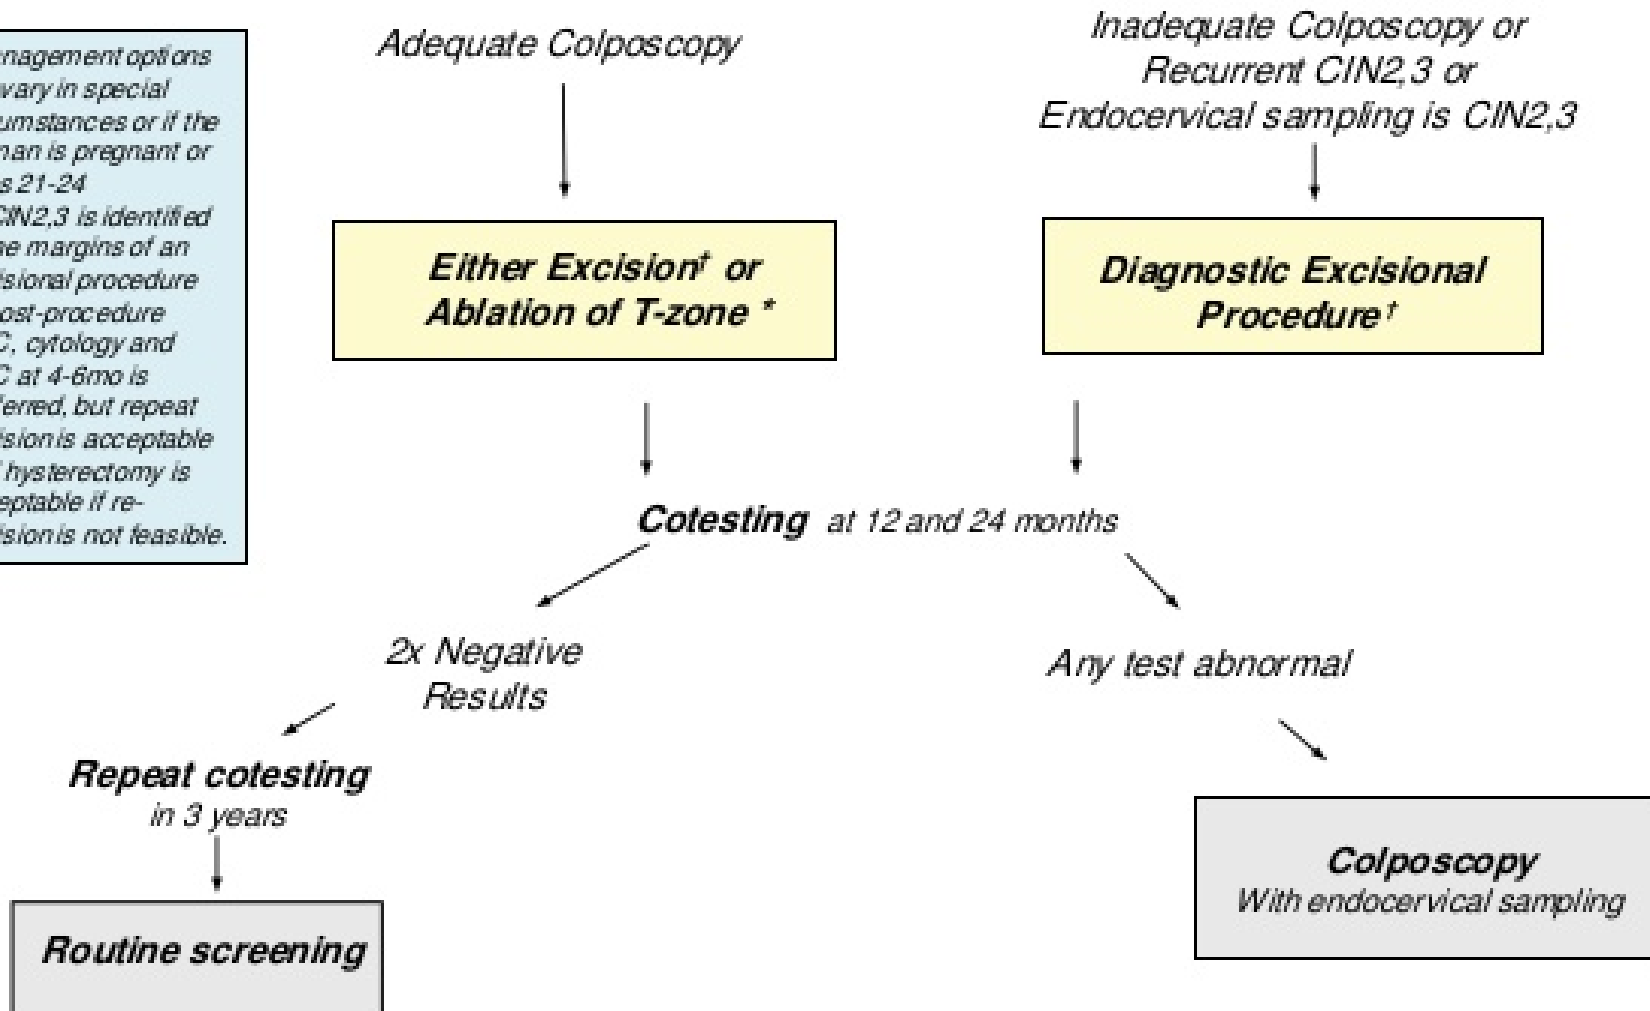 nagement options
vary in special
umstances or if the
nan is pregnant or
s 21-24
CIN2,3 is identified
ne margins of an
isional procedure
ost-procedure
C, cytology and
C at 4-6mo is
ferred, but repeat
ision is acceptable
hysterectomy is
eptable if re-
ision is not feasible.
Adequate Colposcopy
Inadequate Colposcopy or
Recurrent CIN2,3 or
Endocervical sampling is CIN2,3
Either Excision† or
Ablation of T-zone *
Diagnostic Excisional
Procedure†
Cotesting at 12 and 24 months
2x Negative
Results
Any test abnormal
Repeat cotesting
in 3 years
Routine screening
Colposcopy
With endocervical sampling